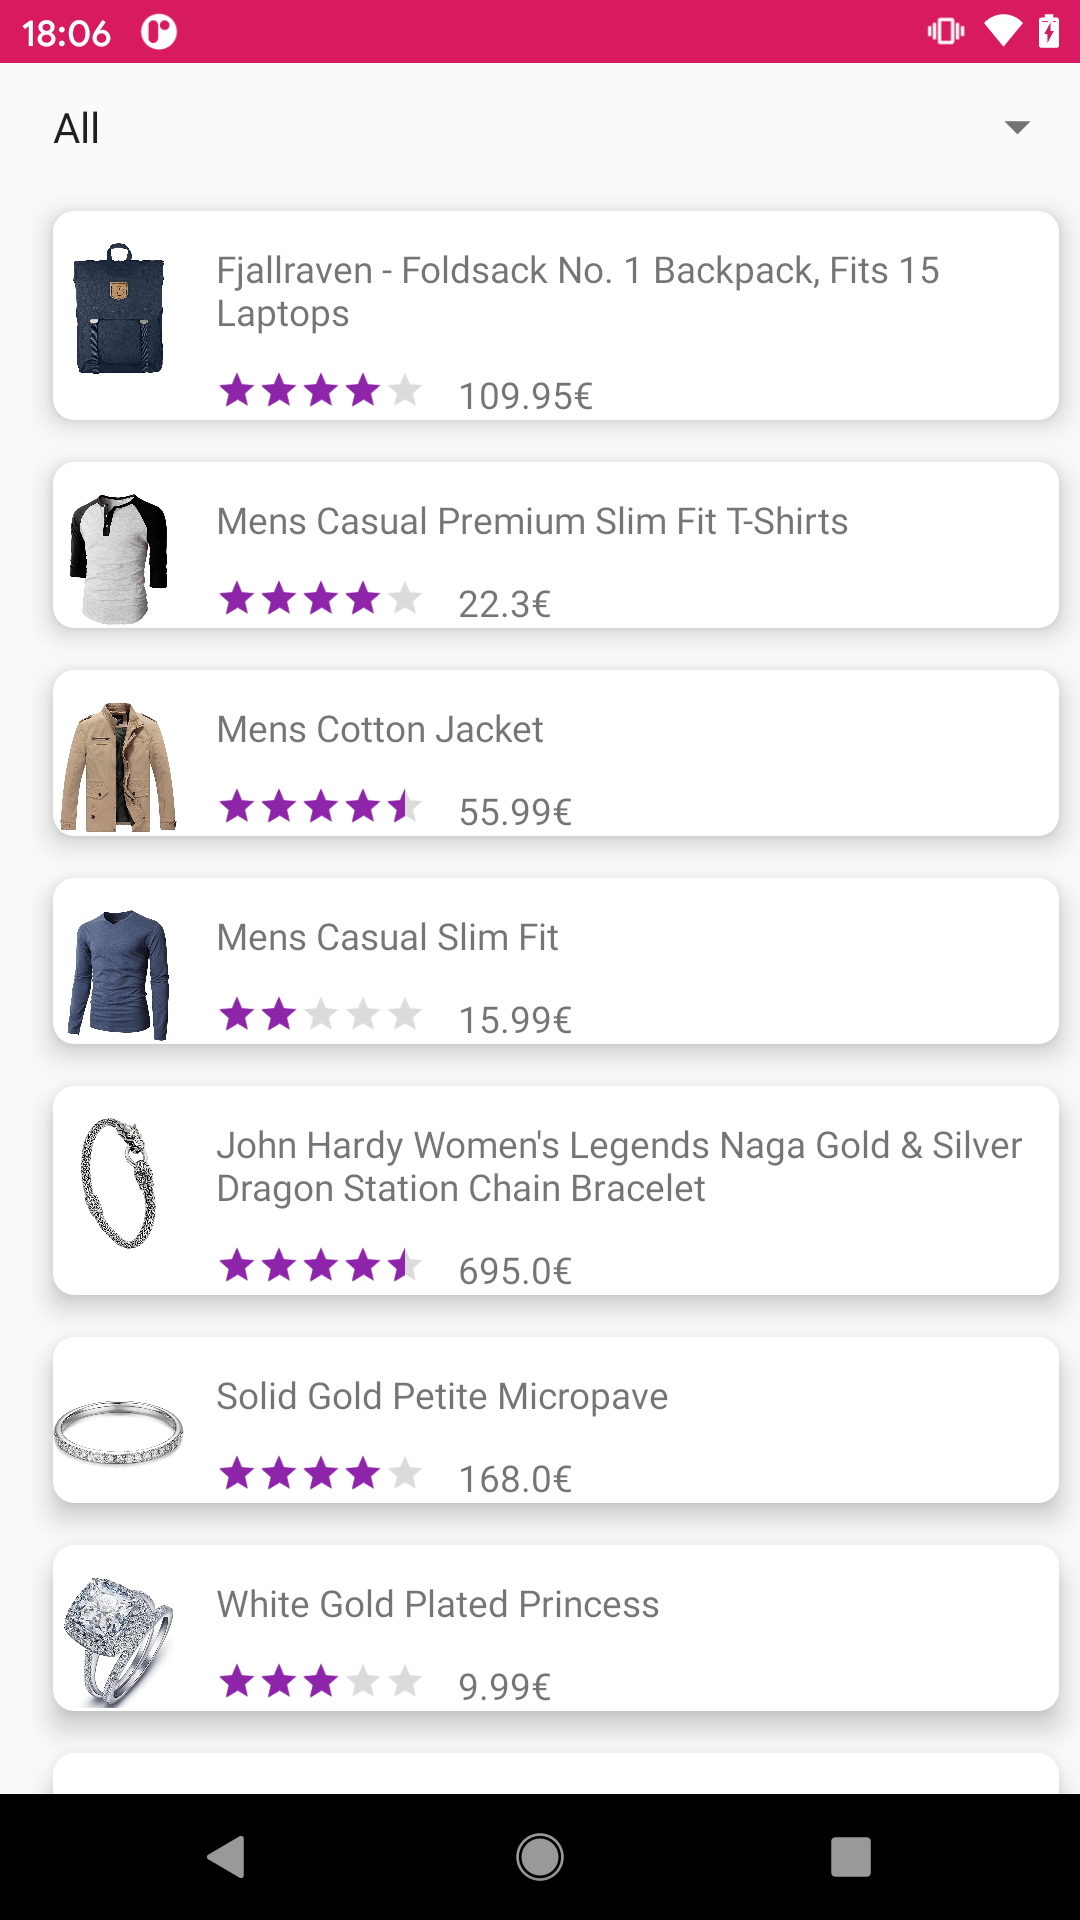 18:06
All
Fjallraven - Foldsack No. 1 Backpack, Fits 15
Laptops
109.95€
Mens Casual Premium Slim Fit T-Shirts
22.3€
Mens Cotton Jacket
55.99€
Mens Casual Slim Fit
15.99€
John Hardy Women's Legends Naga Gold & Silver
Dragon Station Chain Bracelet
695.0€
Solid Gold Petite Micropave
168.0€
White Gold Plated Princess
9.99€